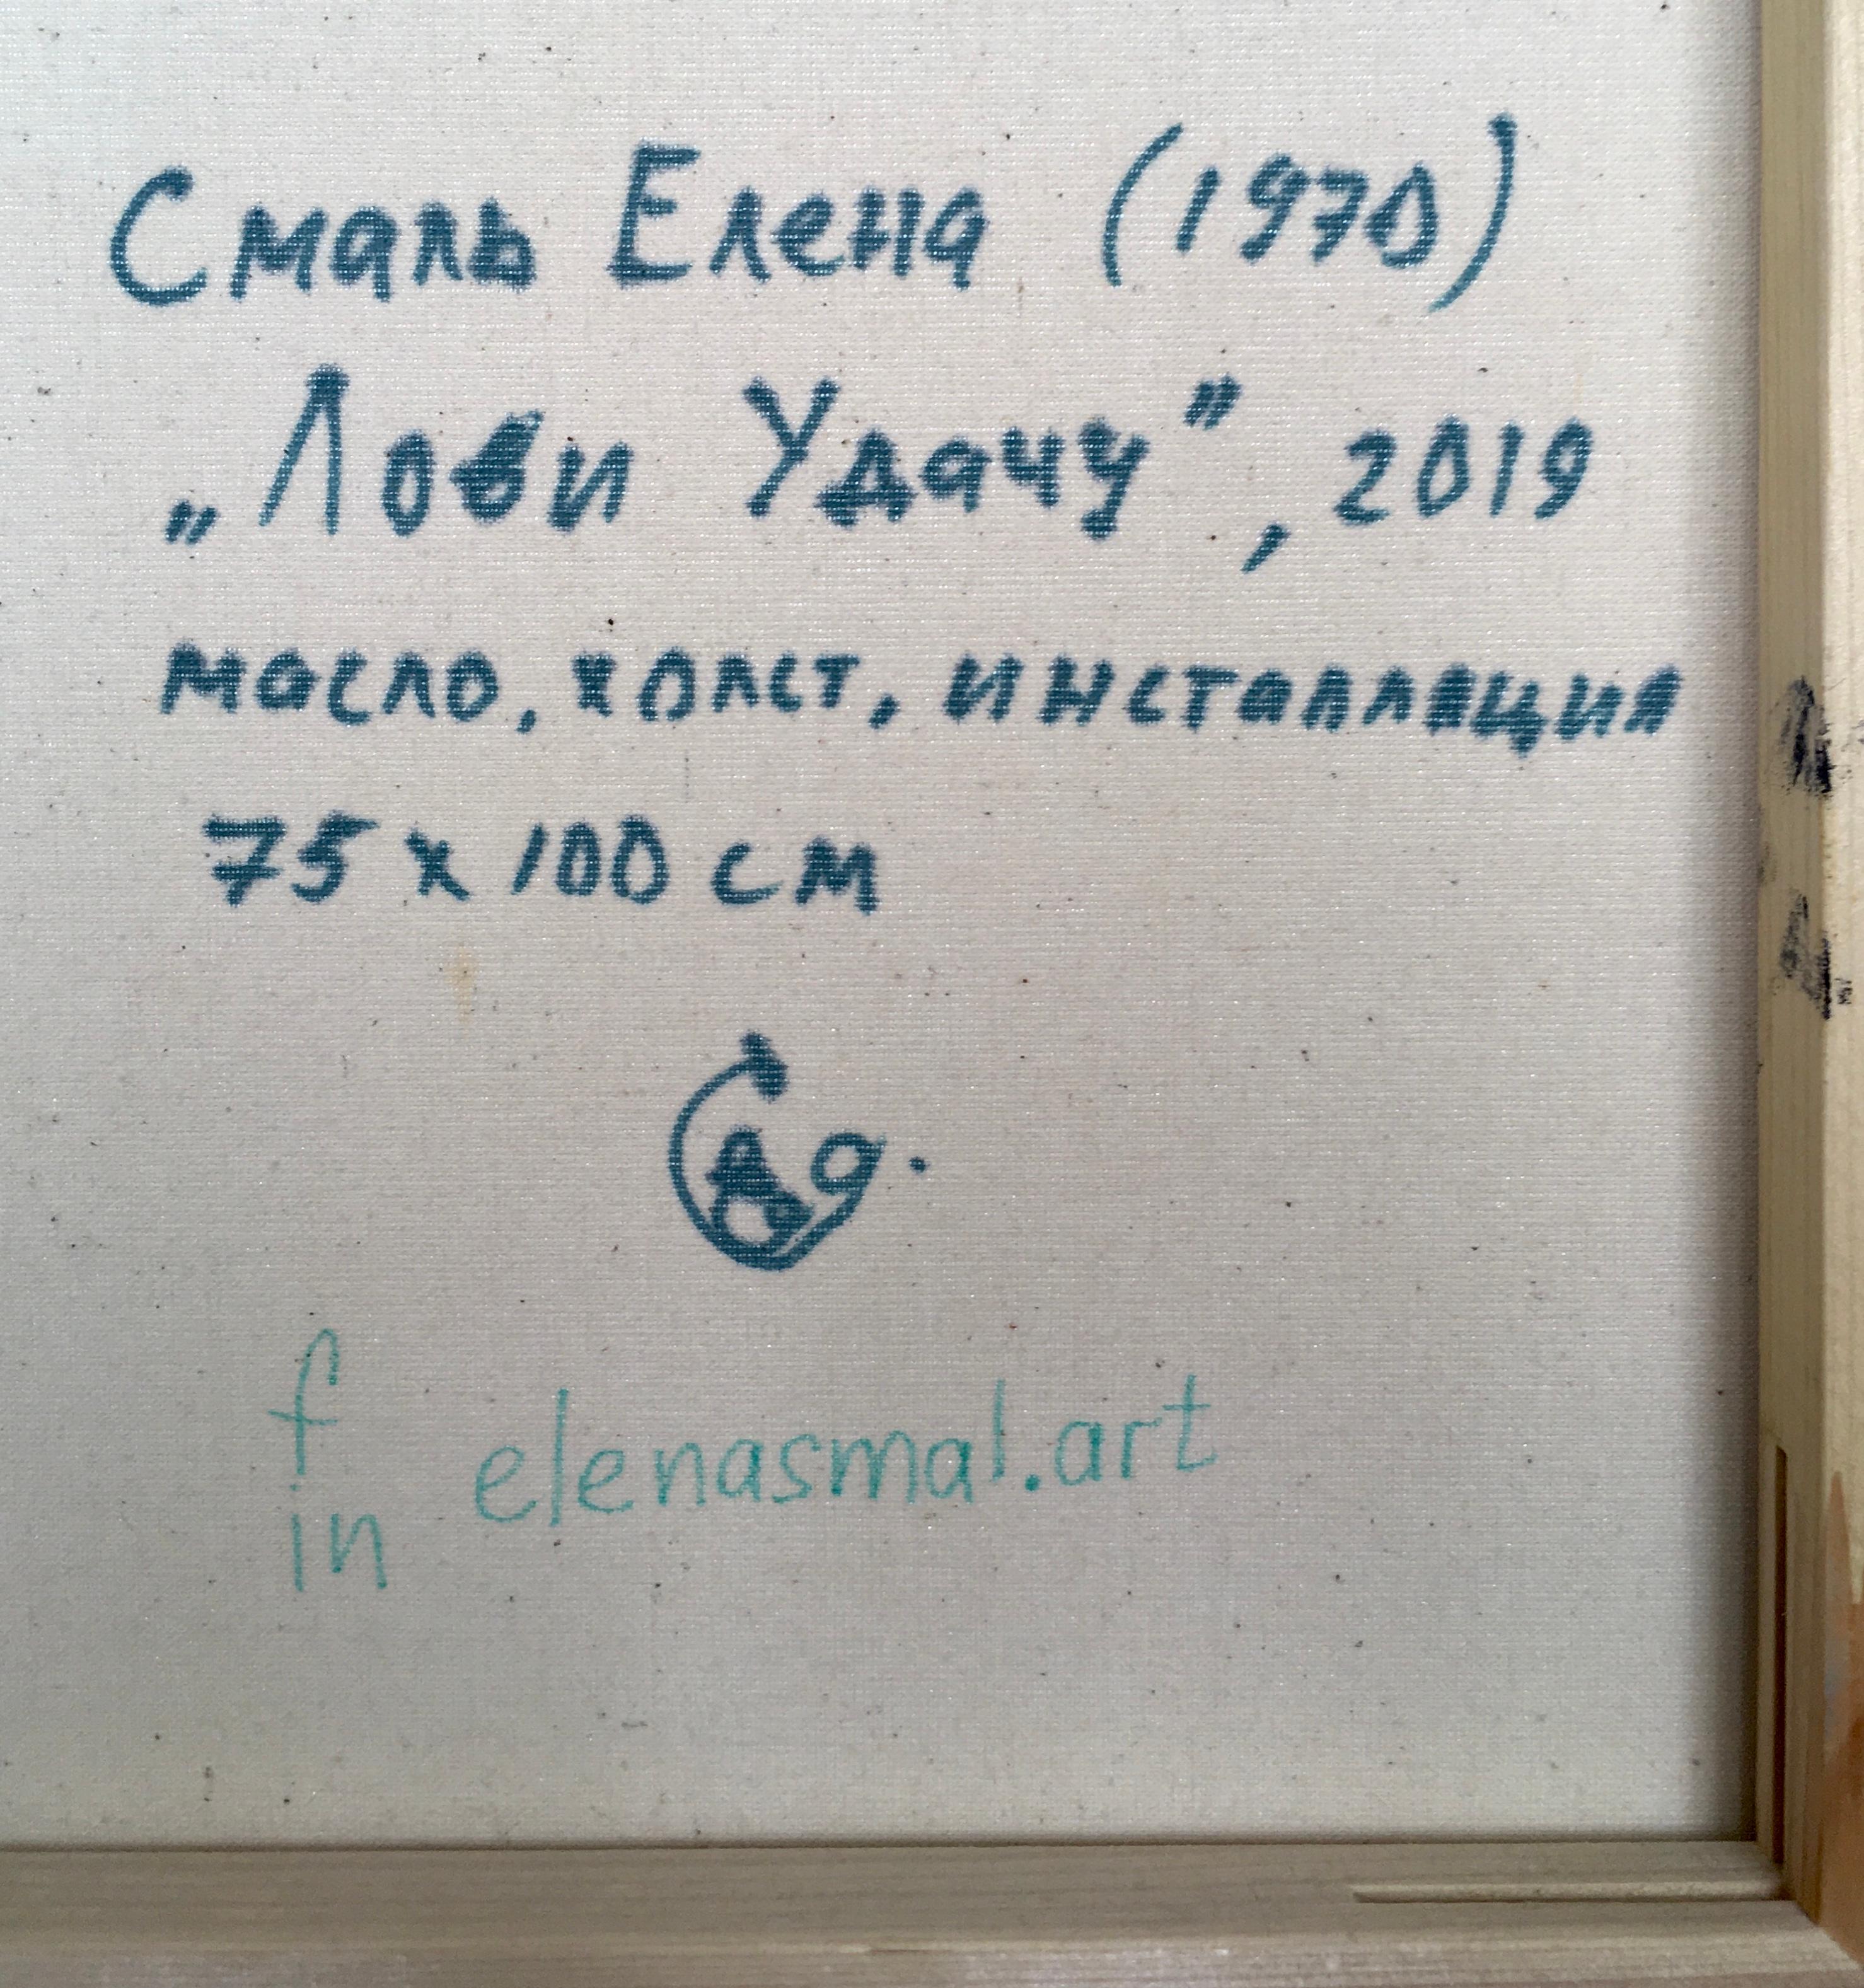 Смаль Елена (1970)
„Лови Удачу”, 2019
масло, холст, инсталляция
75 x 100 см
f
elenasmal.art
in